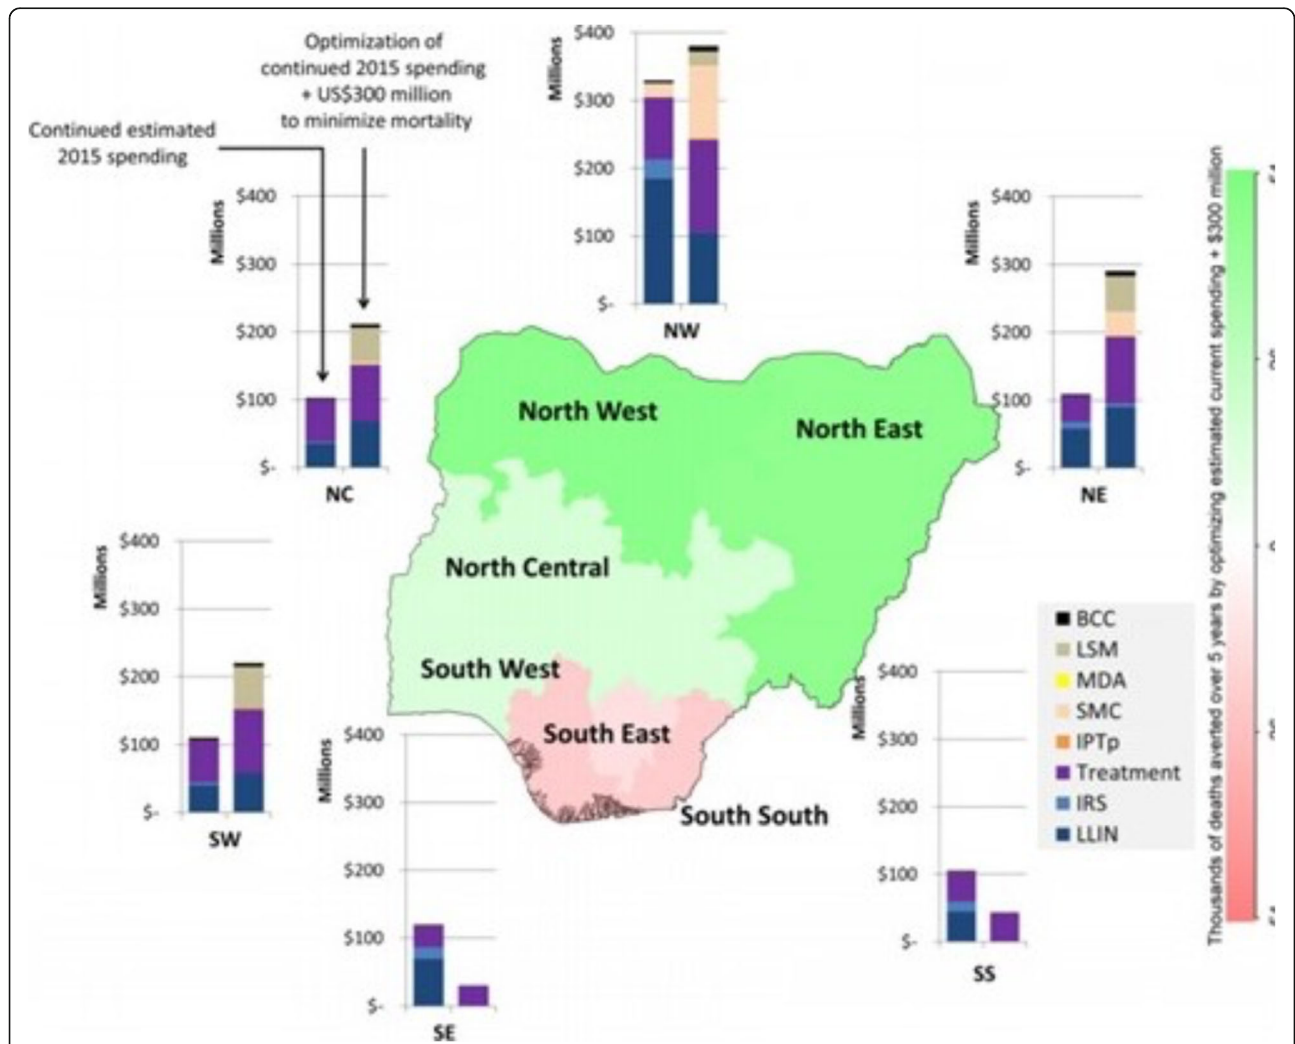 Optimization of
continued 2015 spending
+ US$300 million
to minimize mortality
Continued estimated
2015 spending
Millions
$400
$300
$200
$100
$-
NW
Millions
$400
$300
$200
$100
$-
NC
Millions
$400
$300
$200
$100
$-
NE
North West
North East
North Central
South West
South East
South South
Millions
$400
$300
$200
$100
$-
SW
Millions
$400
$300
$200
$100
$-
SE
Millions
$400
$300
$200
$100
$-
SS
BCC
LSM
MDA
SMC
IPTp
Treatment
IRS
LLIN
Thousands of deaths averted over 5 years by optimizing estimated current spending + $300 million